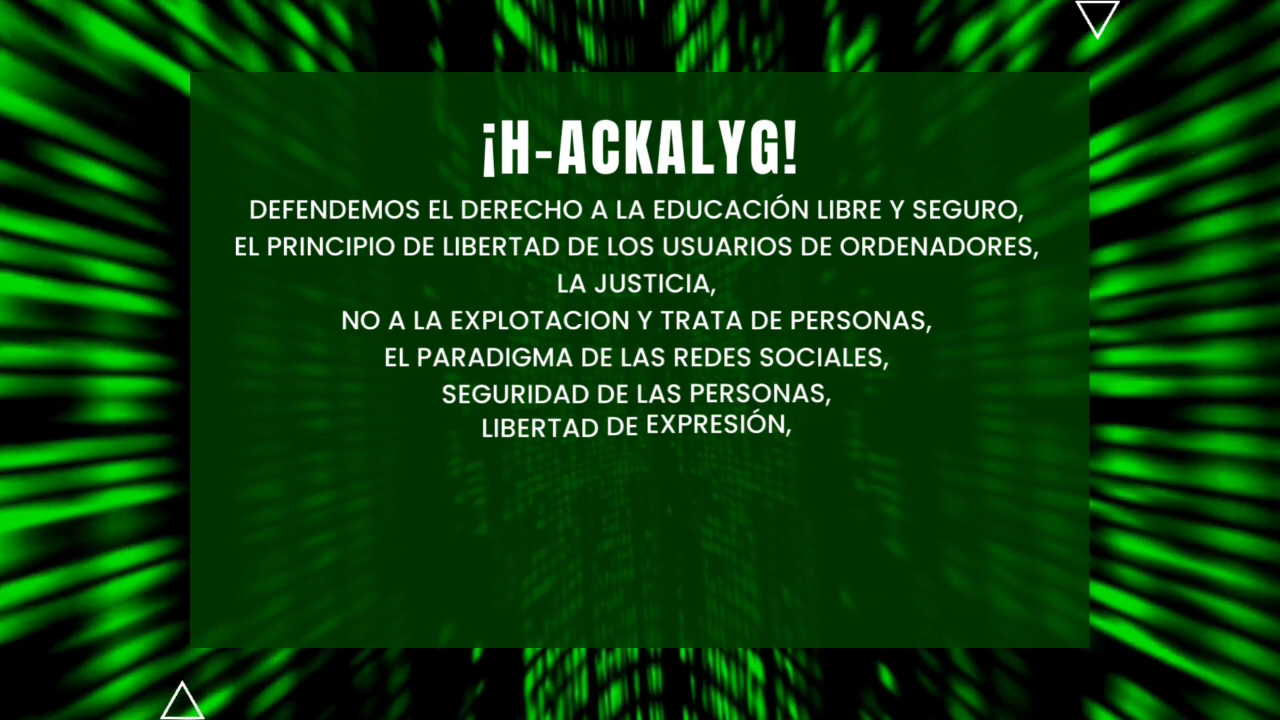 ¡H-ACKALYG!
DEFENDEMOS EL DERECHO A LA EDUCACIÓN LIBRE Y SEGURO,
EL PRINCIPIO DE LIBERTAD DE LOS USUARIOS DE ORDENADORES,
LA JUSTICIA,
NO A LA EXPLOTACION Y TRATA DE PERSONAS,
EL PARADIGMA DE LAS REDES SOCIALES,
SEGURIDAD DE LAS PERSONAS,
LIBERTAD DE EXPRESIÓN,